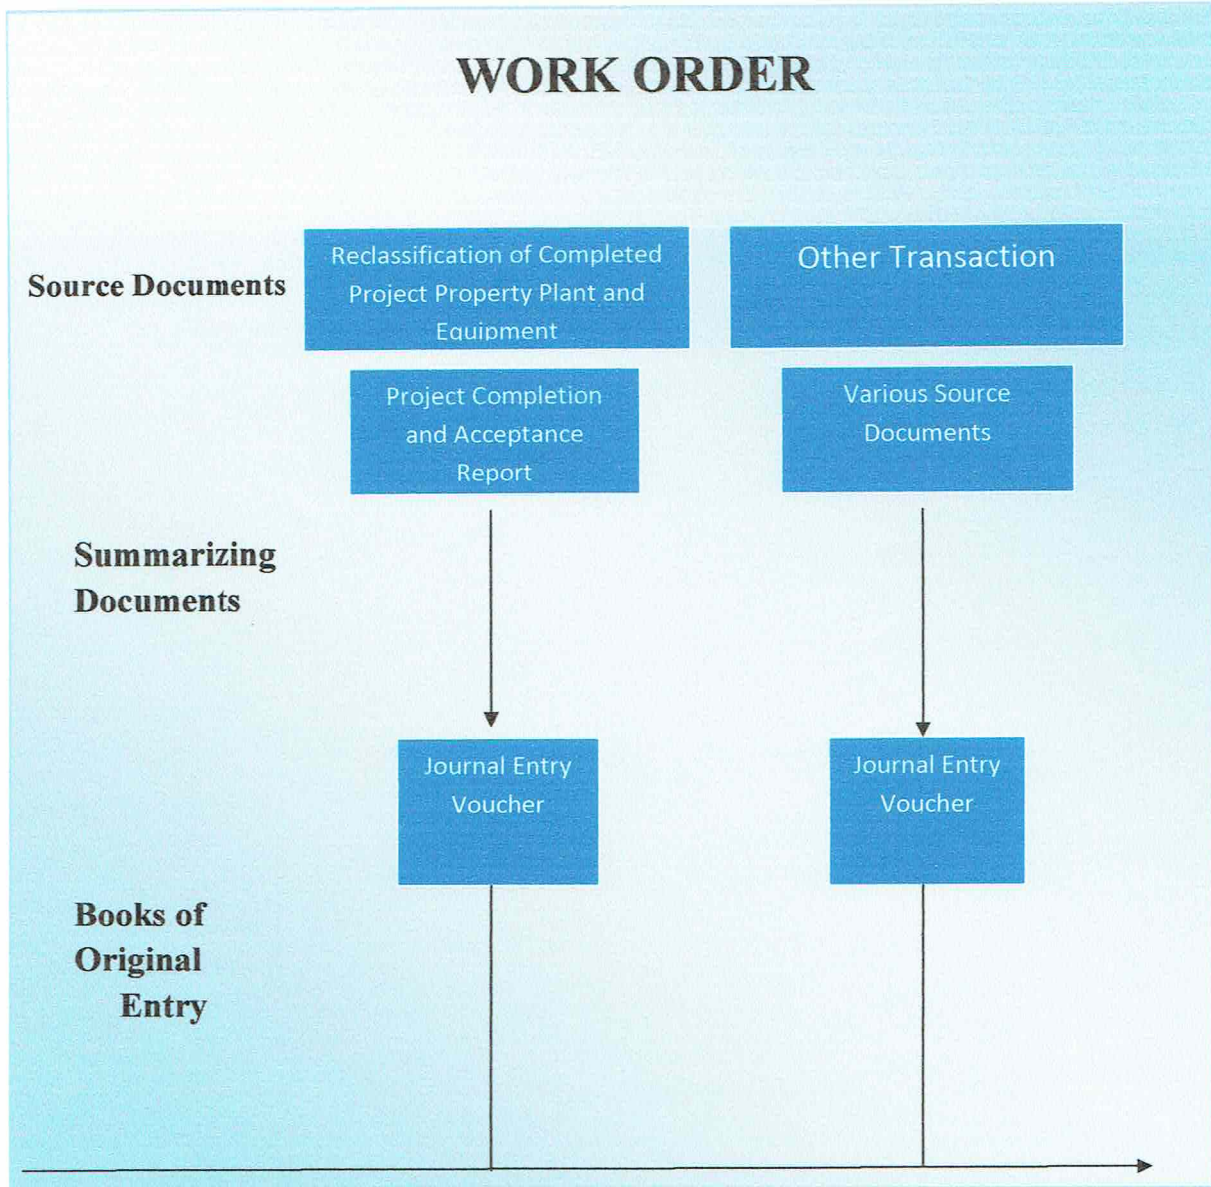 WORK ORDER
Source Documents
Reclassification of Completed
Project Property Plant and
Equipment
Other Transaction
Project Completion
and Acceptance
Report
Various Source
Documents
Summarizing
Documents
Journal Entry
Voucher
Journal Entry
Voucher
Books of
Original
Entry